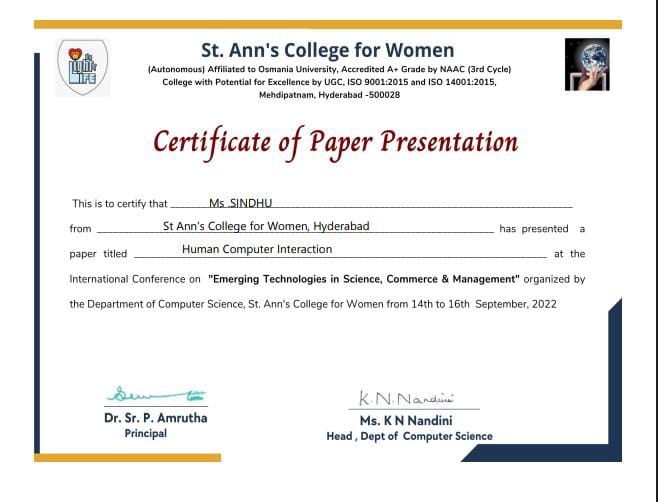 St. Ann's College for Women
(Autonomous) Affiliated to Osmania University, Accredited A+ Grade by NAAC (3rd Cycle)
College with Potential for Excellence by UGC, ISO 9001:2015 and ISO 14001:2015,
Mehdipatnam, Hyderabad -500028
Certificate of Paper Presentation
This is to certify that Ms .SINDHU
from St Ann's College for Women, Hyderabad has presented a
paper titled Human Computer Interaction at the
International Conference on "Emerging Technologies in Science, Commerce & Management" organized by
the Department of Computer Science, St. Ann's College for Women from 14th to 16th September, 2022
K.N.Nandini
Dr. Sr. P. Amrutha
Principal
Ms. K N Nandini
Head , Dept of Computer Science